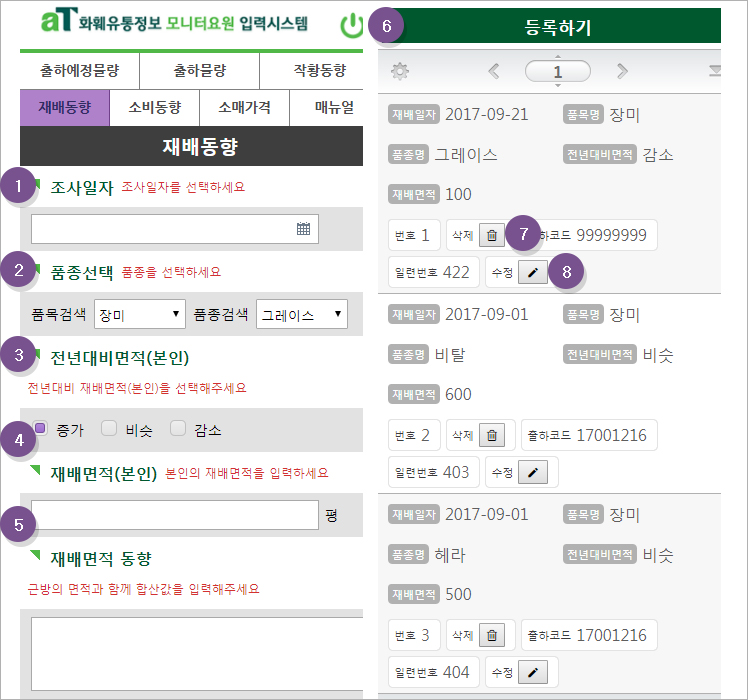 aT 화훼유통정보 모니터요원 입력시스템
출하예정물량 출하물량 작황동향
재배동향 소비동향 소매가격 매뉴얼
재배동향
1 조사일자 조사일자를 선택하세요
2 품종선택 품종을 선택하세요
품목검색 장미 품종검색 그레이스
3 전년대비면적(본인)
전년대비 재배면적(본인)을 선택해주세요
4 증가 비슷 감소
재배면적(본인) 본인의 재배면적을 입력하세요
5 평
재배면적 동향
근방의 면적과 함께 합산값을 입력해주세요
6 등록하기
1
재배일자 2017-09-21 품목명 장미
품종명 그레이스 전년대비면적 감소
재배면적 100
번호 1 삭제 7 하코드 99999999
일련번호 422 수정 8
재배일자 2017-09-01 품목명 장미
품종명 비탈 전년대비면적 비슷
재배면적 600
번호 2 삭제 출하코드 17001216
일련번호 403 수정
재배일자 2017-09-01 품목명 장미
품종명 헤라 전년대비면적 비슷
재배면적 500
번호 3 삭제 출하코드 17001216
일련번호 404 수정